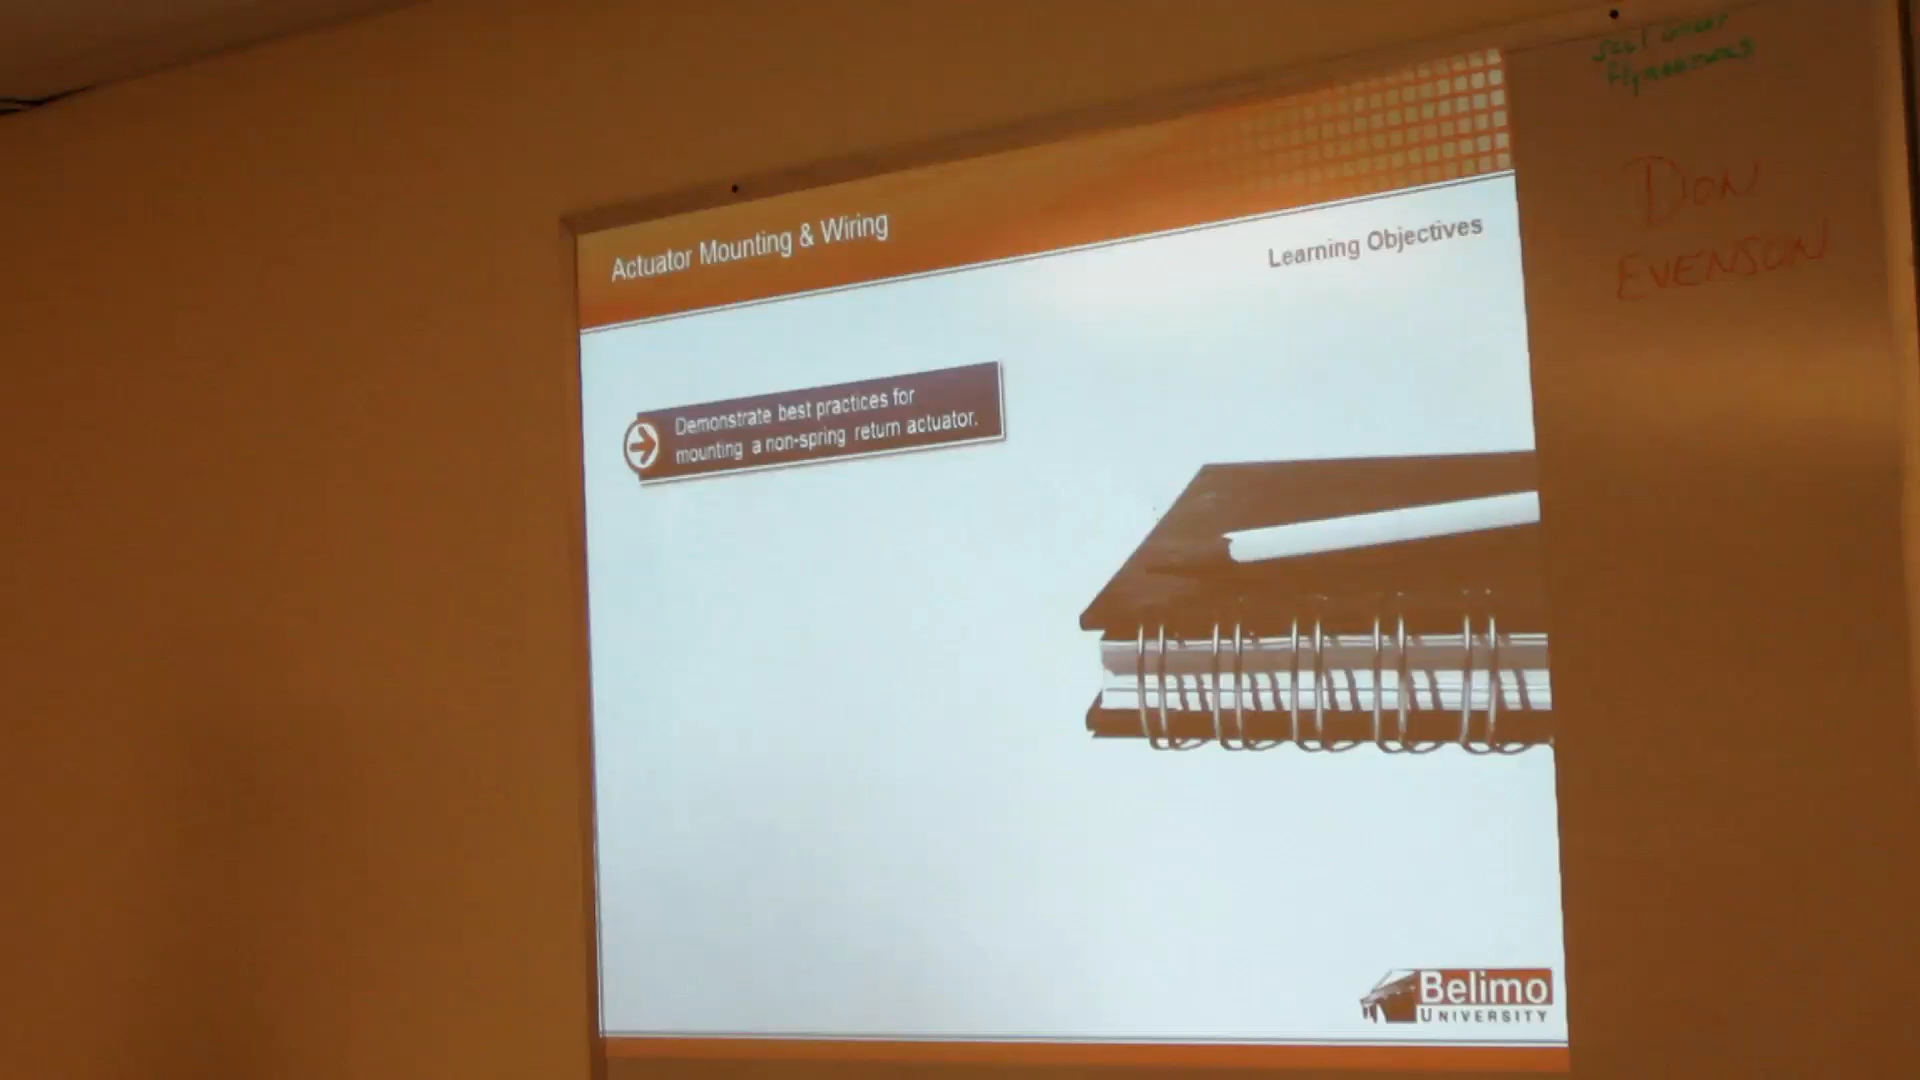 Actuator Mounting & Wiring
Learning Objectives
Demonstrate best practices for
mounting a non-spring return actuator.
Belimo
UNIVERSITY
DON
EVENSON